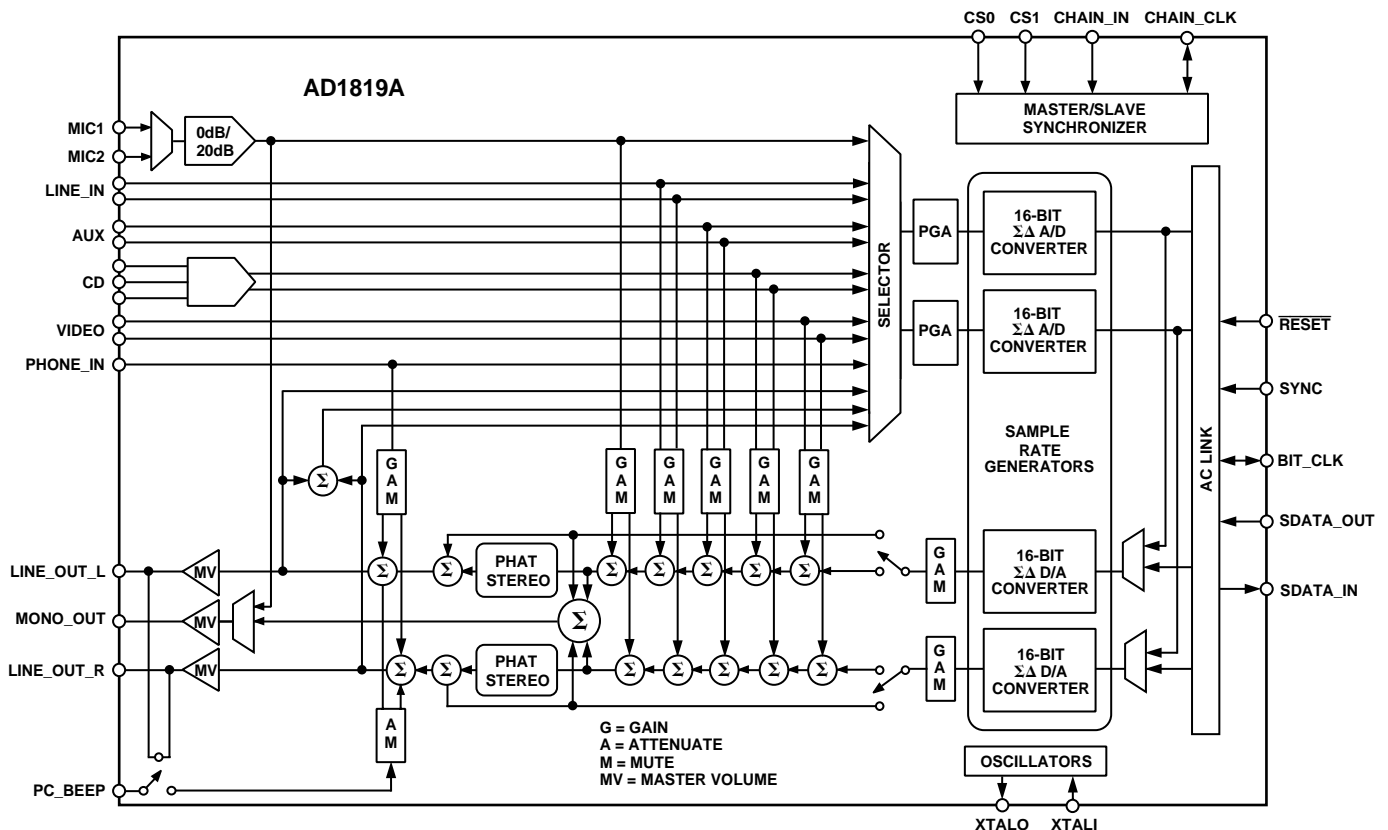 CS0 CS1 CHAIN_IN CHAIN_CLK
AD1819A
MASTER/SLAVE
SYNCHRONIZER
MIC1
MIC2
0dB/
20dB
LINE_IN
AUX
CD
VIDEO
PHONE_IN
SELECTOR
PGA
PGA
16-BIT
ΣΔ A/D
CONVERTER
16-BIT
ΣΔ A/D
CONVERTER
SAMPLE
RATE
GENERATORS
AC LINK
RESET
SYNC
BIT_CLK
SDATA_OUT
SDATA_IN
G
A
M
G
A
M
G
A
M
G
A
M
G
A
M
G
A
M
Σ
LINE_OUT_L
MV
Σ
Σ
PHAT
STEREO
Σ
Σ
Σ
Σ
Σ
G
A
M
16-BIT
ΣΔ D/A
CONVERTER
MONO_OUT
MV
Σ
LINE_OUT_R
MV
Σ
Σ
PHAT
STEREO
Σ
Σ
Σ
Σ
Σ
G
A
M
16-BIT
ΣΔ D/A
CONVERTER
A
M
G = GAIN
A = ATTENUATE
M = MUTE
MV = MASTER VOLUME
PC_BEEP
OSCILLATORS
XTALO XTALI